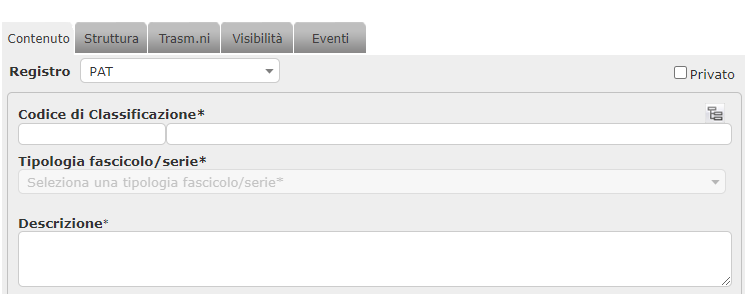 Contenuto Struttura Trasm.ni Visibilità Eventi
Registro PAT Privato
Codice di Classificazione*
Tipologia fascicolo/serie*
Seleziona una tipologia fascicolo/serie*
Descrizione*